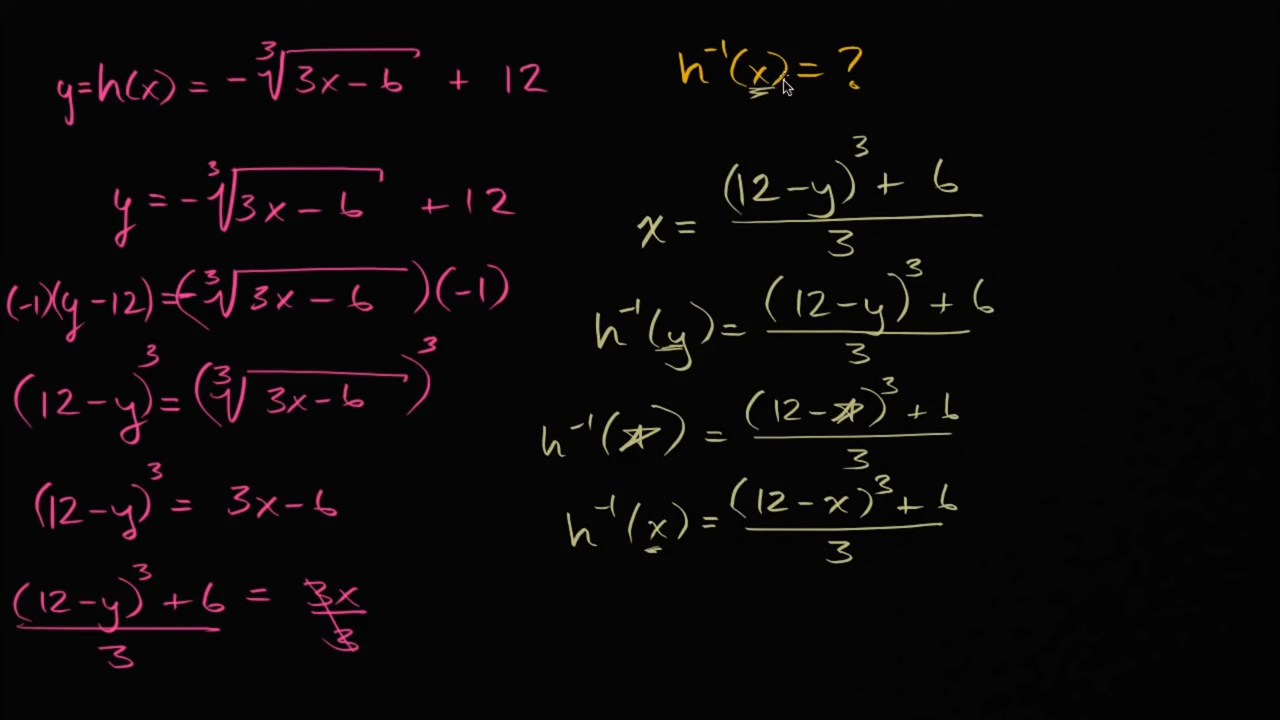 y=h(x) = -∛(3x-6) + 12
y = -∛(3x-6) + 12
(-1)(y-12) = (-∛(3x-6))(-1)
(12-y)³ = (∛(3x-6))³
(12-y)³ = 3x-6
((12-y)³+6)/3 = 3x/3
h⁻¹(x) = ?
x = ((12-y)³+6)/3
h⁻¹(y) = ((12-y)³+6)/3
h⁻¹(☆) = ((12-☆)³+6)/3
h⁻¹(x) = ((12-x)³+6)/3